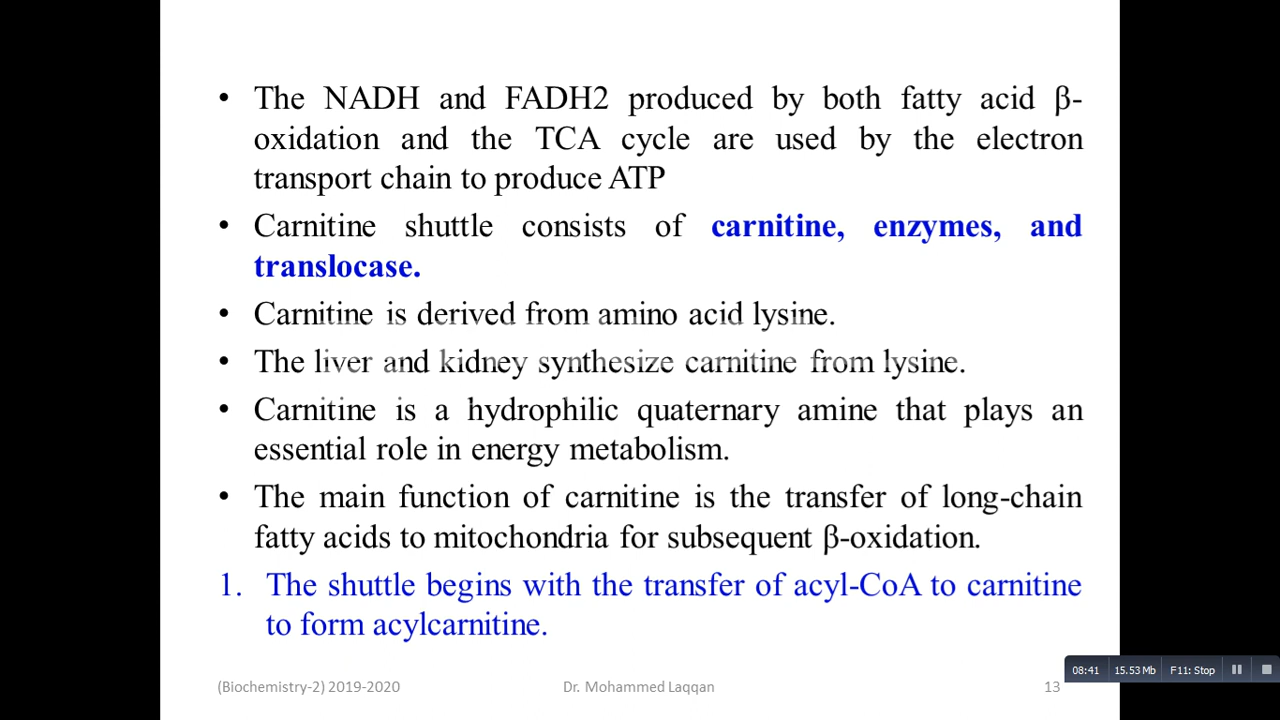 • The NADH and FADH2 produced by both fatty acid β-
oxidation and the TCA cycle are used by the electron
transport chain to produce ATP
• Carnitine shuttle consists of carnitine, enzymes, and
translocase.
• Carnitine is derived from amino acid lysine.
• The liver and kidney synthesize carnitine from lysine.
• Carnitine is a hydrophilic quaternary amine that plays an
essential role in energy metabolism.
• The main function of carnitine is the transfer of long-chain
fatty acids to mitochondria for subsequent β-oxidation.
1. The shuttle begins with the transfer of acyl-CoA to carnitine
to form acylcarnitine.
08:41 15.53 Mb F11: Stop
(Biochemistry-2) 2019-2020 Dr. Mohammed Laqqan 13